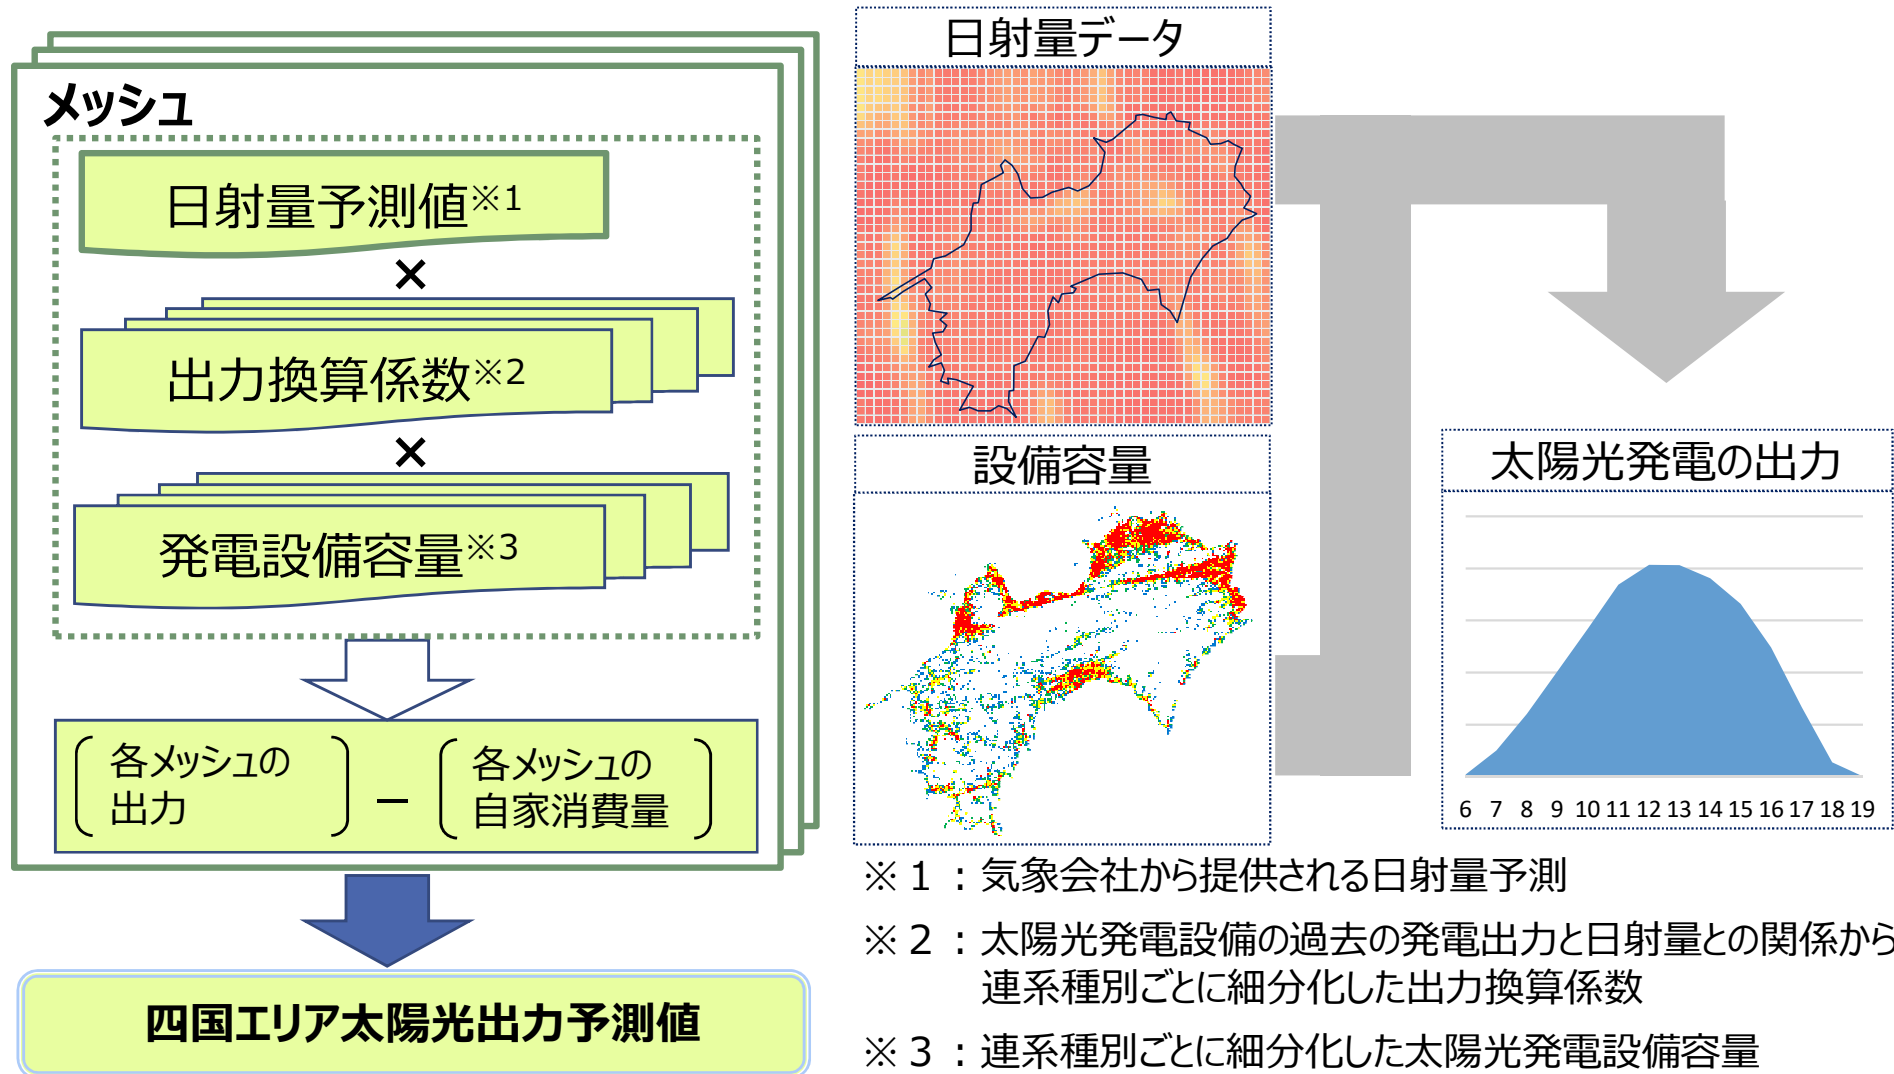 メッシュ
日射量予測値※1
×
出力換算係数※2
×
発電設備容量※3
各メッシュの
出力
－
各メッシュの
自家消費量
四国エリア太陽光出力予測値
日射量データ
設備容量
太陽光発電の出力
6 7 8 9 10 11 12 13 14 15 16 17 18 19
※１：気象会社から提供される日射量予測
※２：太陽光発電設備の過去の発電出力と日射量との関係から
連系種別ごとに細分化した出力換算係数
※３：連系種別ごとに細分化した太陽光発電設備容量